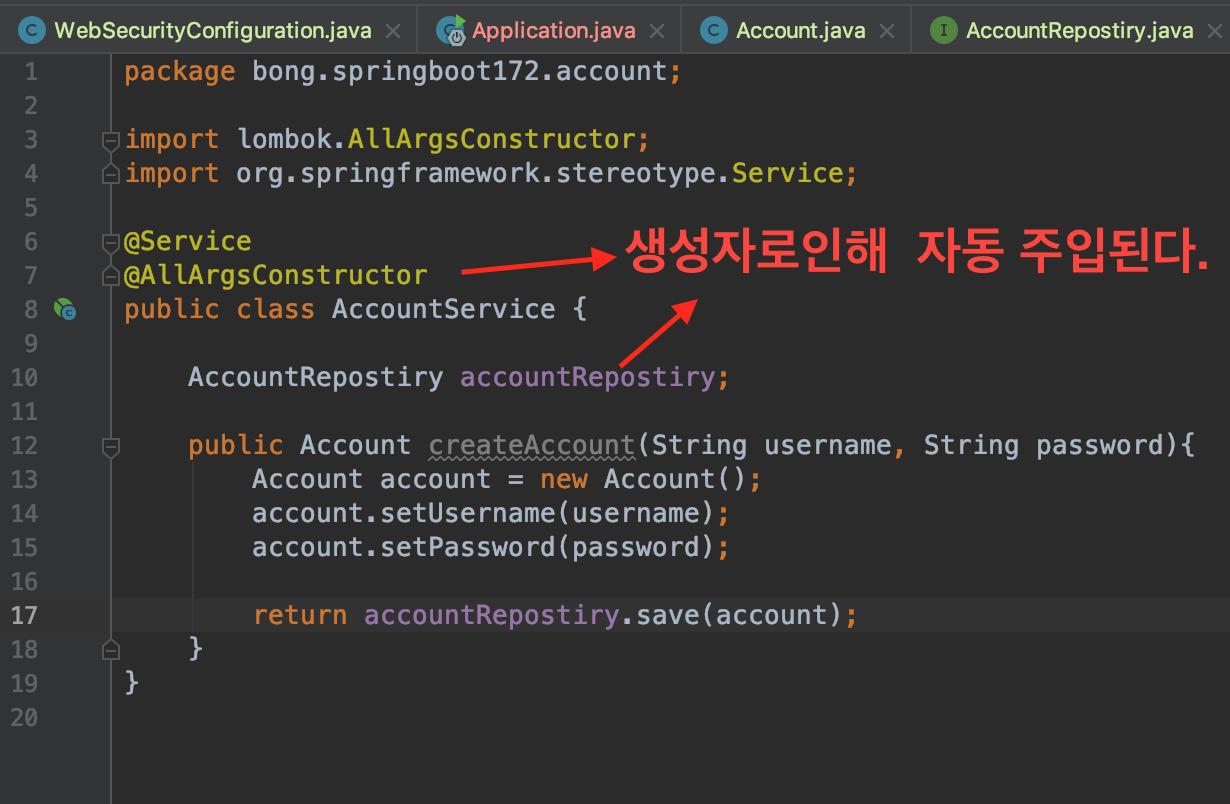 WebSecurityConfiguration.java Application.java Account.java AccountRepostiry.java
1 package bong.springboot172.account;
2
3 import lombok.AllArgsConstructor;
4 import org.springframework.stereotype.Service;
5
6 @Service
생성자로인해 자동 주입된다.
7 @AllArgsConstructor
8 public class AccountService {
9
10 AccountRepostiry accountRepostiry;
11
12 public Account createAccount(String username, String password){
13 Account account = new Account();
14 account.setUsername(username);
15 account.setPassword(password);
16
17 return accountRepostiry.save(account);
18 }
19 }
20